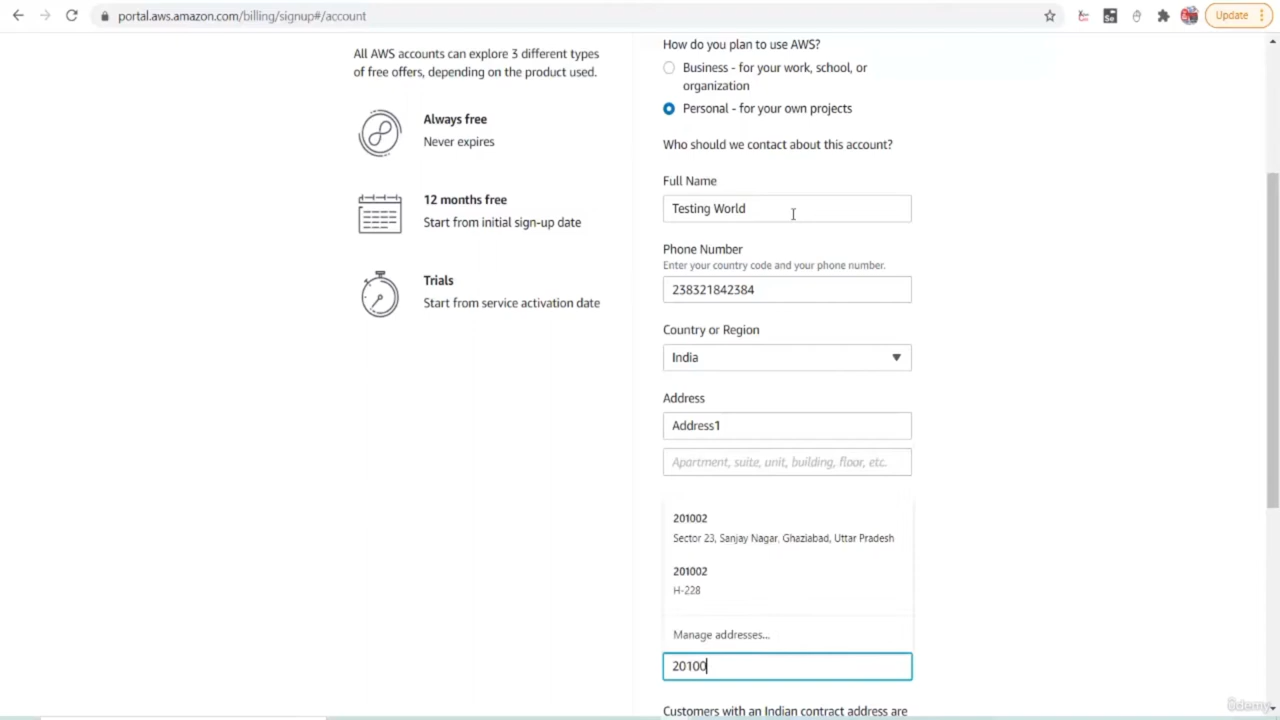 portal.aws.amazon.com/billing/signup#/account
Update
All AWS accounts can explore 3 different types
of free offers, depending on the product used.
Always free
Never expires
12 months free
Start from initial sign-up date
Trials
Start from service activation date
How do you plan to use AWS?
Business - for your work, school, or
organization
Personal - for your own projects
Who should we contact about this account?
Full Name
Testing World
Phone Number
Enter your country code and your phone number.
238321842384
Country or Region
India
Address
Address1
Apartment, suite, unit, building, floor, etc.
201002
Sector 23, Sanjay Nagar, Ghaziabad, Uttar Pradesh
201002
H-228
Manage addresses...
20100
Customers with an Indian contract address are
ûdemy